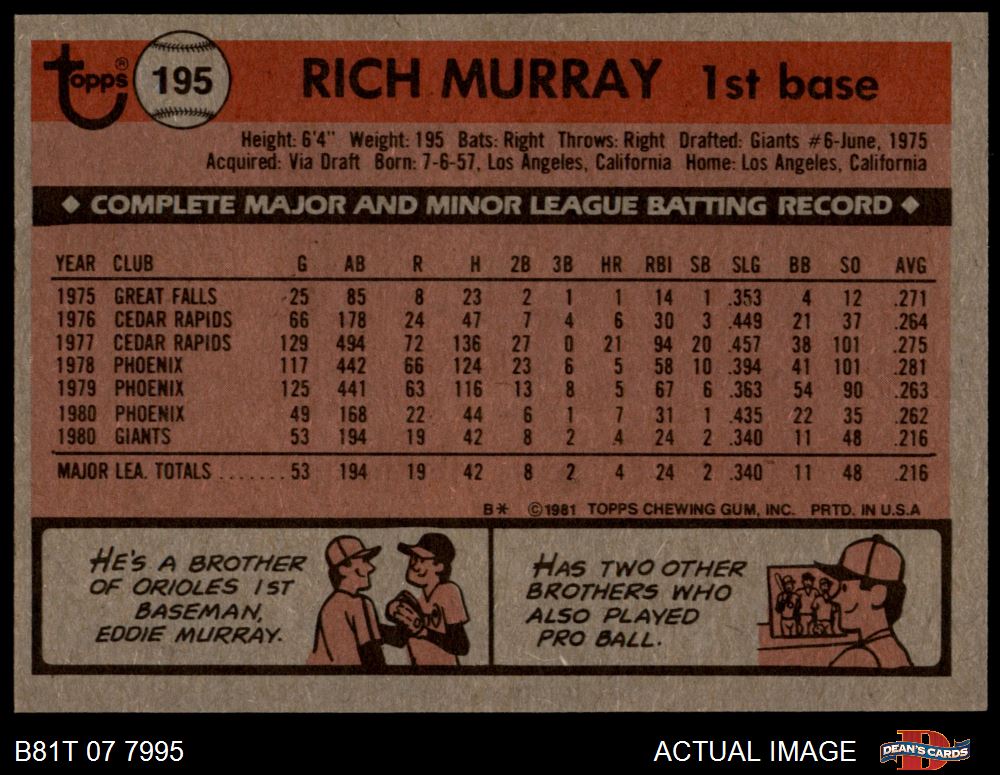 Topps® 195 RICH MURRAY 1st base
Height: 6'4" Weight: 195 Bats: Right Throws: Right Drafted: Giants #6-June, 1975
Acquired: Via Draft Born: 7-6-57, Los Angeles, California Home: Los Angeles, California
◆ COMPLETE MAJOR AND MINOR LEAGUE BATTING RECORD ◆
YEAR CLUB G AB R H 2B 3B HR RBI SB SLG BB SO AVG
1975 GREAT FALLS 25 85 8 23 2 1 1 14 1 .353 4 12 .271
1976 CEDAR RAPIDS 66 178 24 47 7 4 6 30 3 .449 21 37 .264
1977 CEDAR RAPIDS 129 494 72 136 27 0 21 94 20 .457 38 101 .275
1978 PHOENIX 117 442 66 124 23 6 5 58 10 .394 41 101 .281
1979 PHOENIX 125 441 63 116 13 8 5 67 6 .363 54 90 .263
1980 PHOENIX 49 168 22 44 6 1 7 31 1 .435 22 35 .262
1980 GIANTS 53 194 19 42 8 2 4 24 2 .340 11 48 .216
MAJOR LEA. TOTALS ....... 53 194 19 42 8 2 4 24 2 .340 11 48 .216
B* ©1981 TOPPS CHEWING GUM, INC. PRTD. IN U.S.A
HE'S A BROTHER
OF ORIOLES 1ST
BASEMAN,
EDDIE MURRAY.
HAS TWO OTHER
BROTHERS WHO
ALSO PLAYED
PRO BALL.
B81T 07 7995
ACTUAL IMAGE
DEAN'S CARDS